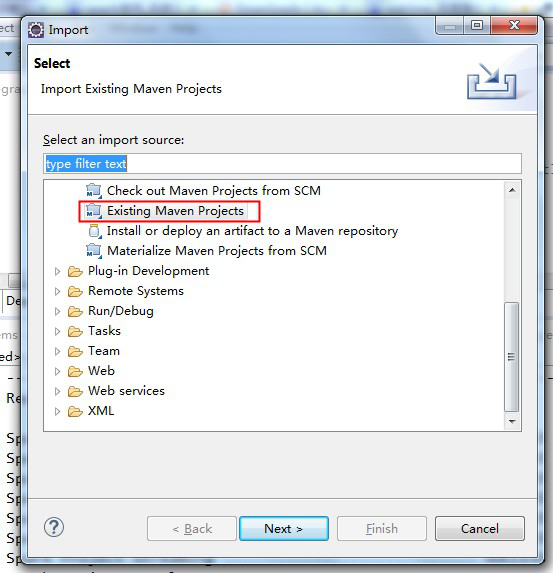 Import
Select
Import Existing Maven Projects
Select an import source:
type filter text
Check out Maven Projects from SCM
Existing Maven Projects
Install or deploy an artifact to a Maven repository
Materialize Maven Projects from SCM
Plug-in Development
Remote Systems
Run/Debug
Tasks
Team
Web
Web services
XML
< Back
Next >
Finish
Cancel